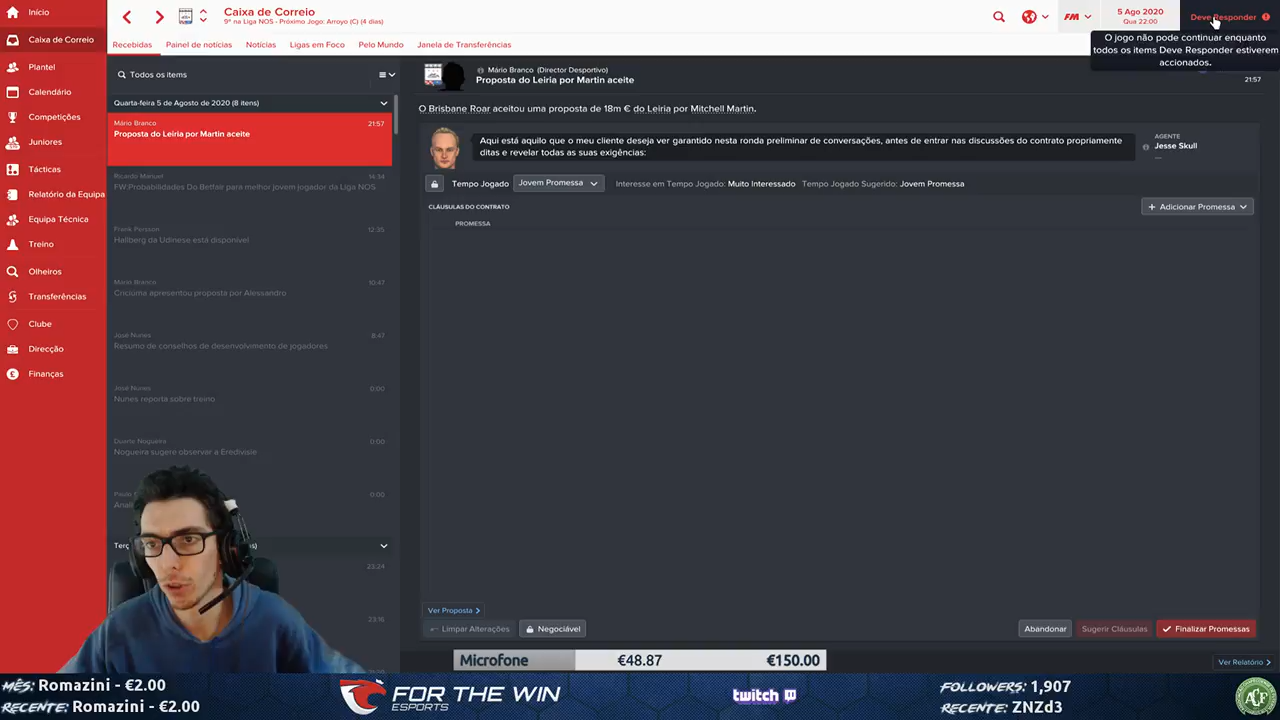 Início
Caixa de Correio
Plantel
Calendário
Competições
Juniores
Tácticas
Relatório da Equipa
Equipa Técnica
Treino
Olheiros
Transferências
Clube
Direcção
Finanças
Caixa de Correio
9º na Liga NOS - Próximo Jogo: Arroyo (C) (4 dias)
FM
5 Ago 2020
Qua 22:00
Deve Responder
O jogo não pode continuar enquanto
todos os items Deve Responder estiverem
accionados.
Recebidas
Painel de notícias
Notícias
Ligas em Foco
Pelo Mundo
Janela de Transferências
Todos os items
Quarta-feira 5 de Agosto de 2020 (8 itens)
Mário Branco 21:57
Proposta do Leiria por Martin aceite
Ricardo Manuel 14:34
FW:Probabilidades Do Betfair para melhor jovem jogador da Liga NOS
Frenk Persson 12:35
Hallberg da Udinese está disponível
Mário Branco 10:47
Criciúma apresentou proposta por Alessandro
José Nunes 8:47
Resumo de conselhos de desenvolvimento de jogadores
José Nunes 0:00
Nunes reporta sobre treino
Duarte Nogueira 0:00
Nogueira sugere observar a Eredivisie
0:00
23:24
23:16
Mário Branco (Director Desportivo)
Proposta do Leiria por Martin aceite
21:57
O Brisbane Roar aceitou uma proposta de 18m € do Leiria por Mitchell Martin.
Aqui está aquilo que o meu cliente deseja ver garantido nesta ronda preliminar de conversações, antes de entrar nas discussões do contrato propriamente
ditas e revelar todas as suas exigências:
AGENTE
Jesse Skull
---
Tempo Jogado Jovem Promessa Interesse em Tempo Jogado: Muito Interessado Tempo Jogado Sugerido: Jovem Promessa
CLÁUSULAS DO CONTRATO
Adicionar Promessa
PROMESSA
Ver Proposta
Limpar Alterações
Negociável
Abandonar
Sugerir Cláusulas
Finalizar Promessas
Ver Relatório
Microfone €48.87 €150.00
MÊS: Romazini - €2.00
RECENTE: Romazini - €2.00
FOR THE WIN
ESPORTS
twitch
FOLLOWERS: 1,907
RECENTE: ZNZd3